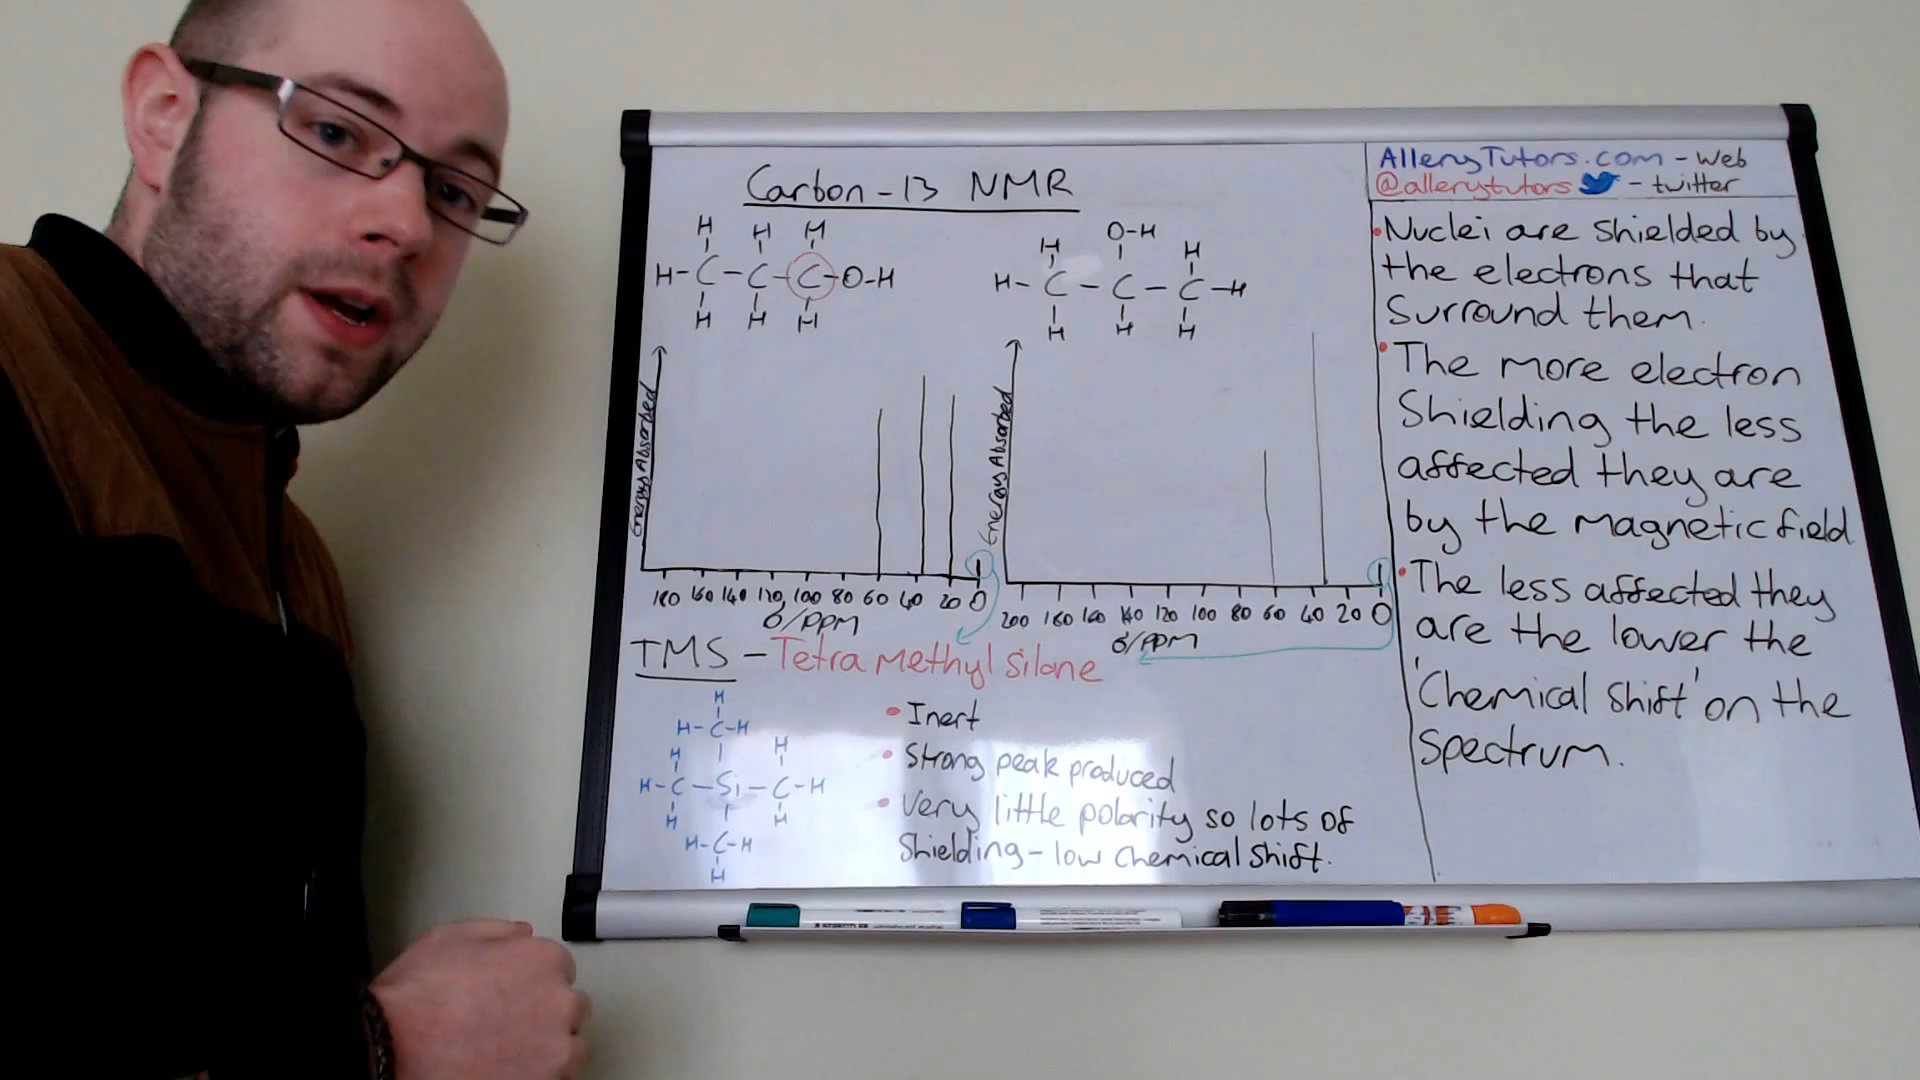 Carbon-13 NMR
H H H
H-C-C-C-O-H
H H H
O-H
H H
H-C-C-C-H
H H H
Energy Absorbed
180 160 140 120 100 80 60 40 20 0
δ/PPM
Energy Absorbed
200 180 160 140 120 100 80 60 40 20 0
δ/PPM
TMS - Tetra Methyl Silane
H
H-C-H
H H
H-C-Si-C-H
H H
H-C-H
H
• Inert
• Strong peak produced
• Very little polarity so lots of
Shielding - low Chemical Shift.
AlleryTutors.com - Web
@allerytutors - twitter
• Nuclei are shielded by
the electrons that
Surround them.
• The more electron
Shielding the less
affected they are
by the magnetic field
• The less affected they
are the lower the
'Chemical Shift' on the
Spectrum.